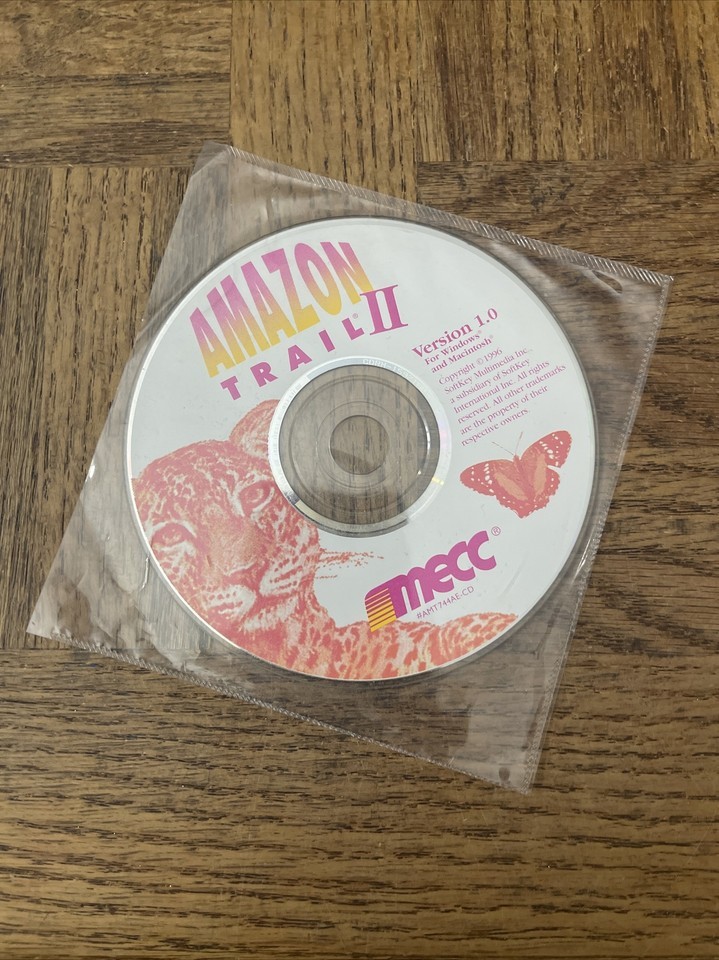 AMAZON
TRAIL® II
Version 1.0
For Windows®
and Macintosh®
Copyright © 1996
SoftKey Multimedia Inc.
a subsidiary of SoftKey
International Inc. All rights
reserved. All other trademarks
are the property of their
respective owners.
mecc®
#AMT744AE-CD